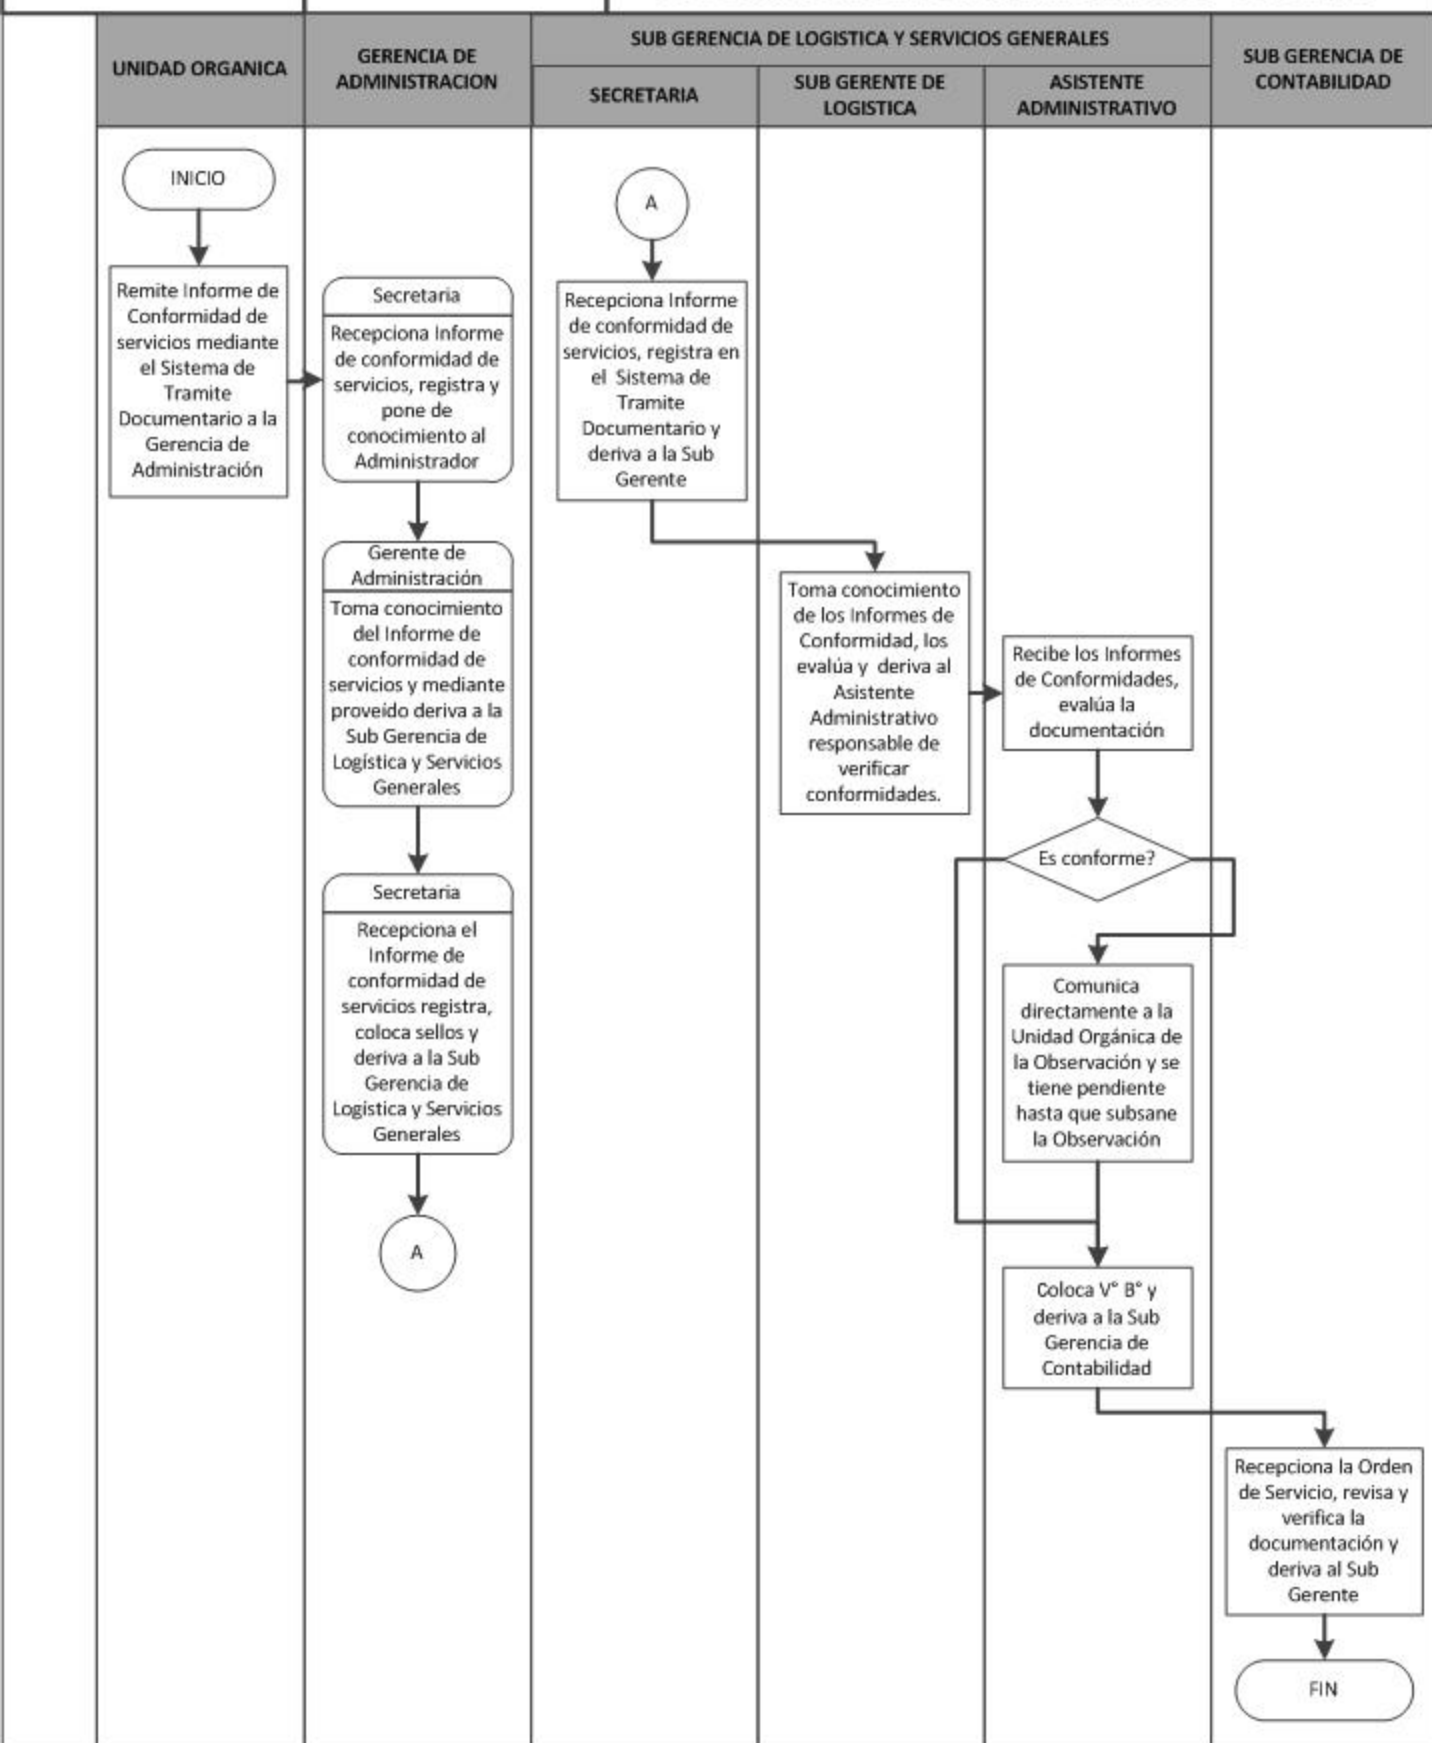 UNIDAD ORGANICA
GERENCIA DE
ADMINISTRACION
SUB GERENCIA DE LOGISTICA Y SERVICIOS GENERALES
SECRETARIA
SUB GERENTE DE
LOGISTICA
ASISTENTE
ADMINISTRATIVO
SUB GERENCIA DE
CONTABILIDAD
INICIO
Remite Informe de
Conformidad de
servicios mediante
el Sistema de
Tramite
Documentario a la
Gerencia de
Administración
Secretaria
Recepciona Informe
de conformidad de
servicios, registra y
pone de
conocimiento al
Administrador
Gerente de
Administración
Toma conocimiento
del Informe de
conformidad de
servicios y mediante
proveído deriva a la
Sub Gerencia de
Logística y Servicios
Generales
Secretaria
Recepciona el
Informe de
conformidad de
servicios registra,
coloca sellos y
deriva a la Sub
Gerencia de
Logística y Servicios
Generales
A
A
Recepciona Informe
de conformidad de
servicios, registra en
el Sistema de
Tramite
Documentario y
deriva a la Sub
Gerente
Toma conocimiento
de los Informes de
Conformidad, los
evalúa y deriva al
Asistente
Administrativo
responsable de
verificar
conformidades.
Recibe los Informes
de Conformidades,
evalúa la
documentación
Es conforme?
Comunica
directamente a la
Unidad Orgánica de
la Observación y se
tiene pendiente
hasta que subsane
la Observación
Coloca V° B° y
deriva a la Sub
Gerencia de
Contabilidad
Recepciona la Orden
de Servicio, revisa y
verifica la
documentación y
deriva al Sub
Gerente
FIN